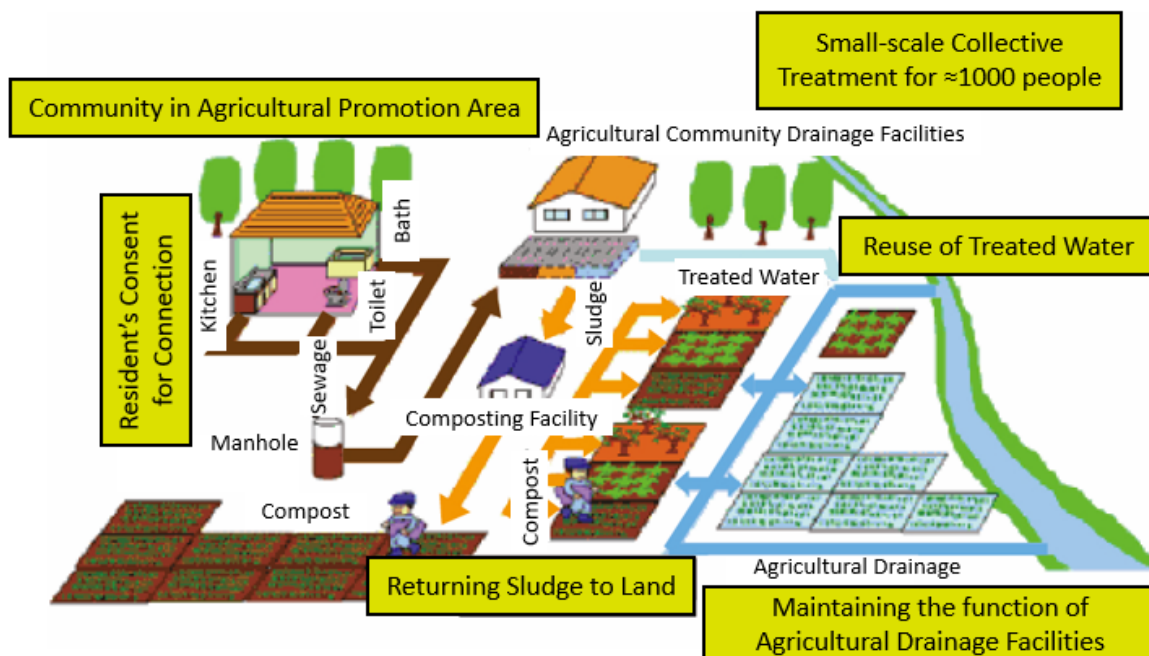 Small-scale Collective
Treatment for ≈1000 people
Community in Agricultural Promotion Area
Agricultural Community Drainage Facilities
Resident's Consent
for Connection
Kitchen
Bath
Toilet
Sewage
Manhole
Sludge
Treated Water
Reuse of Treated Water
Composting Facility
Compost
Compost
Returning Sludge to Land
Agricultural Drainage
Maintaining the function of
Agricultural Drainage Facilities